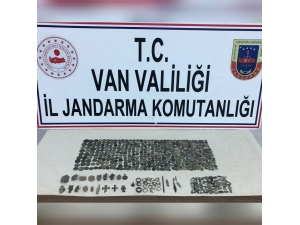 T.C.
VAN VALİLİĞİ
İL JANDARMA KOMUTANLIĞI